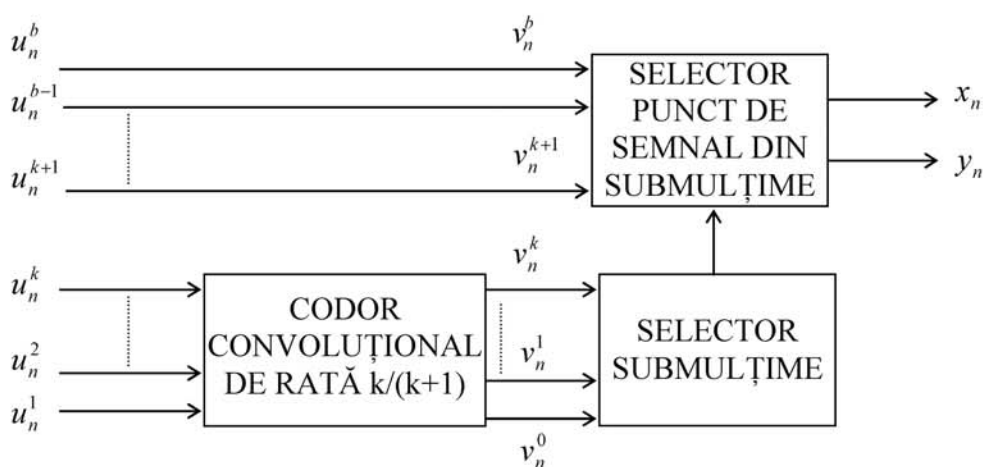 u_n^b
v_n^b
u_n^{b-1}
u_n^{k+1}
v_n^{k+1}
SELECTOR
PUNCT DE
SEMNAL DIN
SUBMULȚIME
x_n
y_n
u_n^k
u_n^2
u_n^1
CODOR
CONVOLUȚIONAL
DE RATĂ k/(k+1)
v_n^k
v_n^1
v_n^0
SELECTOR
SUBMULȚIME